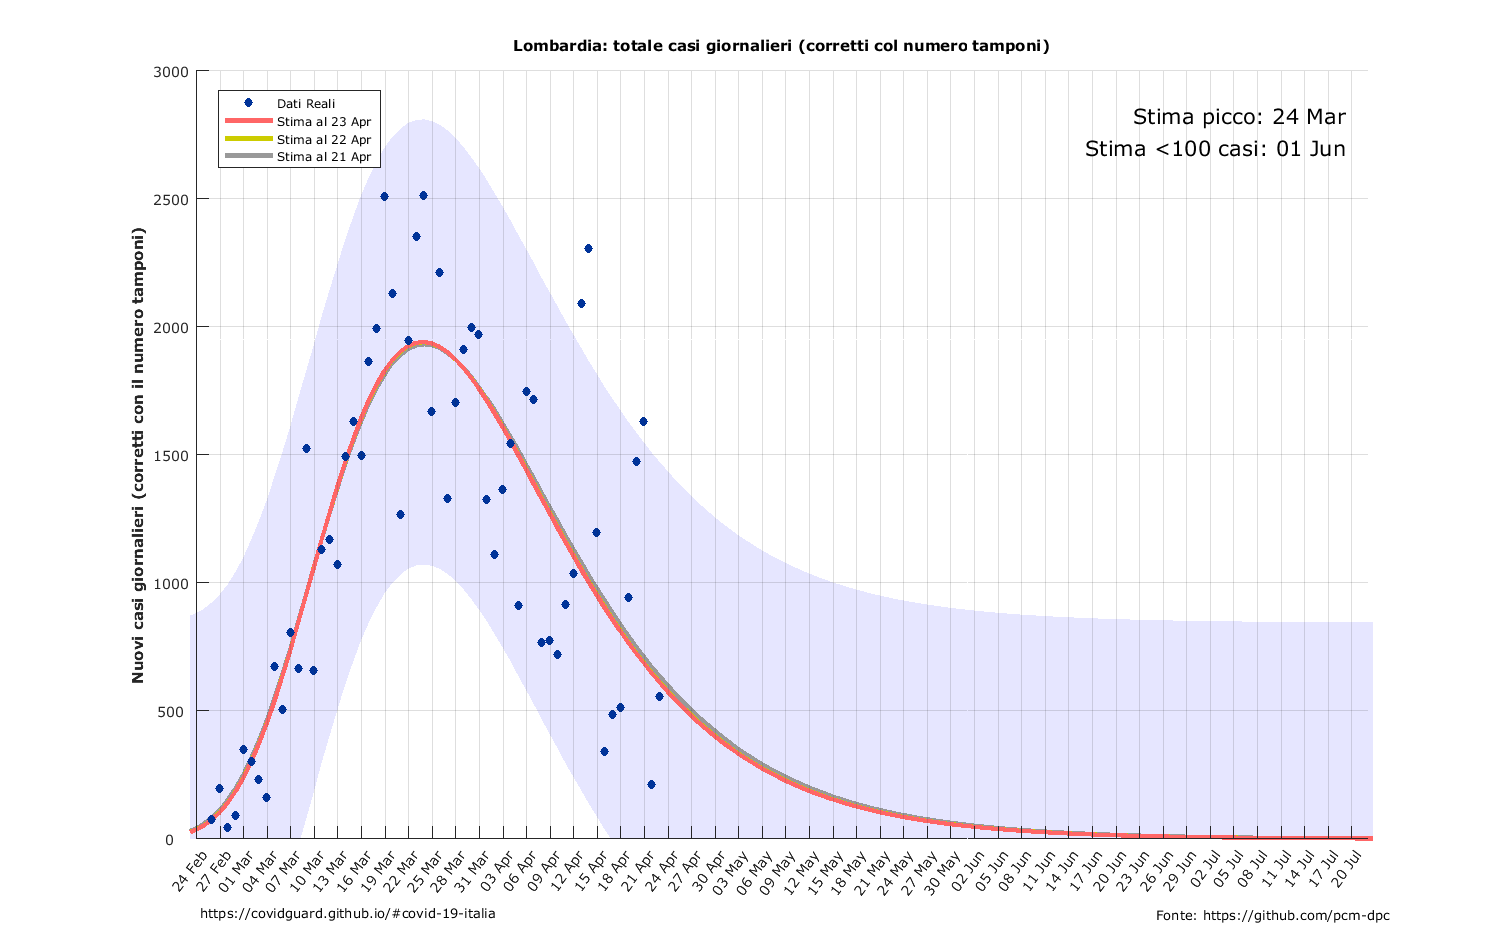 Lombardia: totale casi giornalieri (corretti col numero tamponi)
3000
2500
2000
1500
1000
500
0
Nuovi casi giornalieri (corretti con il numero tamponi)
Dati Reali
Stima al 23 Apr
Stima al 22 Apr
Stima al 21 Apr
Stima picco: 24 Mar
Stima <100 casi: 01 Jun
24 Feb
27 Feb
01 Mar
04 Mar
07 Mar
10 Mar
13 Mar
16 Mar
19 Mar
22 Mar
25 Mar
28 Mar
31 Mar
03 Apr
06 Apr
09 Apr
12 Apr
15 Apr
18 Apr
21 Apr
24 Apr
27 Apr
30 Apr
03 May
06 May
09 May
12 May
15 May
18 May
21 May
24 May
27 May
30 May
02 Jun
05 Jun
08 Jun
11 Jun
14 Jun
17 Jun
20 Jun
23 Jun
26 Jun
29 Jun
02 Jul
05 Jul
08 Jul
11 Jul
14 Jul
17 Jul
20 Jul
https://covidguard.github.io/#covid-19-italia
Fonte: https://github.com/pcm-dpc